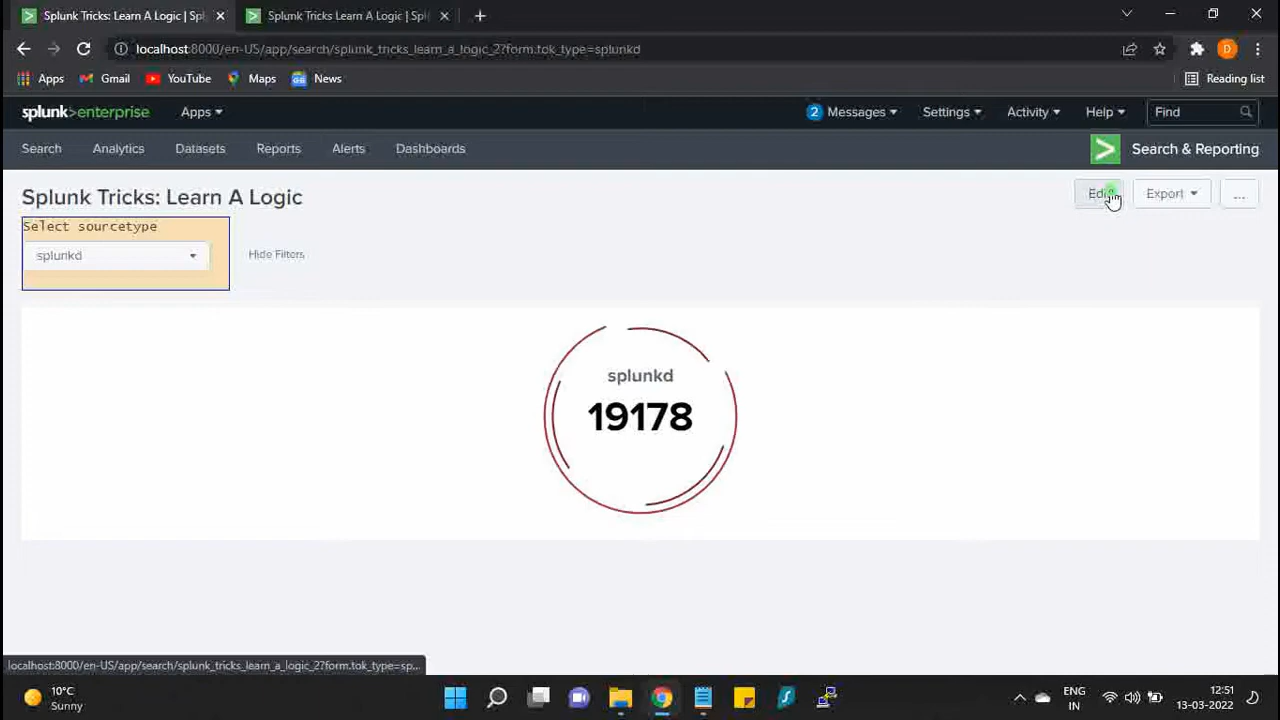 Splunk Tricks: Learn A Logic | Spl
Splunk Tricks Learn A Logic | Spl
localhost:8000/en-US/app/search/splunk_tricks_learn_a_logic_2?form.tok_type=splunkd
D
Apps
Gmail
YouTube
Maps
News
Reading list
splunk>enterprise
Apps
2
Messages
Settings
Activity
Help
Find
Search
Analytics
Datasets
Reports
Alerts
Dashboards
Search & Reporting
Splunk Tricks: Learn A Logic
Edit
Export
...
Select sourcetype
splunkd
Hide Filters
splunkd
19178
localhost:8000/en-US/app/search/splunk_tricks_learn_a_logic_2?form.tok_type=sp...
10°C
Sunny
ENG
IN
12:51
13-03-2022